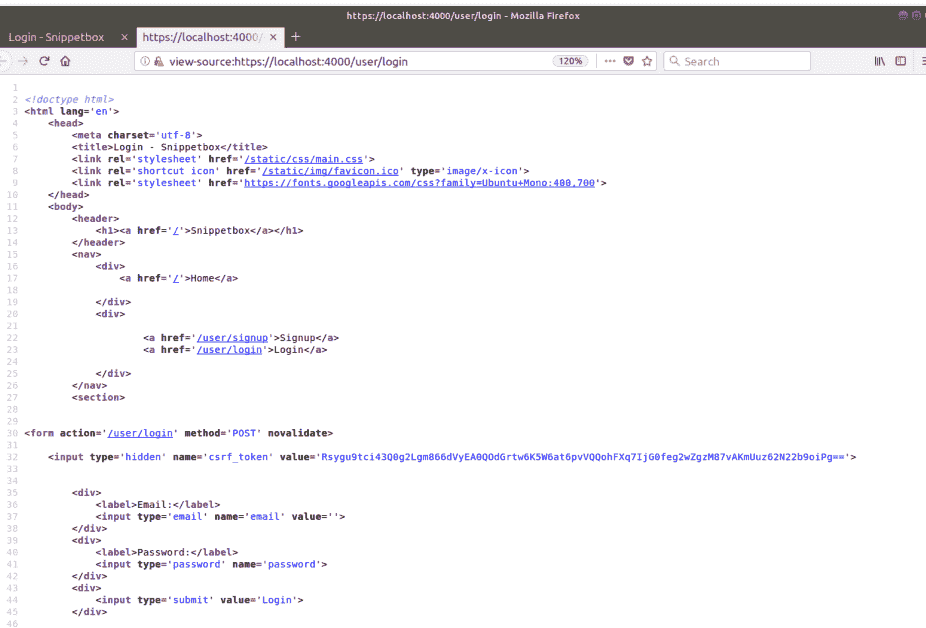 https://localhost:4000/user/login - Mozilla Firefox
Login - Snippetbox × https://localhost:4000/ × +
view-source:https://localhost:4000/user/login 120% Search
1
2 <!doctype html>
3 <html lang='en'>
4 <head>
5 <meta charset='utf-8'>
6 <title>Login - Snippetbox</title>
7 <link rel='stylesheet' href='/static/css/main.css'>
8 <link rel='shortcut icon' href='/static/img/favicon.ico' type='image/x-icon'>
9 <link rel='stylesheet' href='https://fonts.googleapis.com/css?family=Ubuntu+Mono:400,700'>
10 </head>
11 <body>
12 <header>
13 <h1><a href='/'>Snippetbox</a></h1>
14 </header>
15 <nav>
16 <div>
17 <a href='/'>Home</a>
18
19 </div>
20 <div>
21
22 <a href='/user/signup'>Signup</a>
23 <a href='/user/login'>Login</a>
24
25 </div>
26 </nav>
27 <section>
28
29
30 <form action='/user/login' method='POST' novalidate>
31
32 <input type='hidden' name='csrf_token' value='Rsygu9tci43Q0g2Lgm866dVyEA0QOdGrtw6K5W6at6pvVQQohFXq7IjG0feg2wZgzM87vAKmUuz62N22b9oiPg=='>
33
34
35 <div>
36 <label>Email:</label>
37 <input type='email' name='email' value=''>
38 </div>
39 <div>
40 <label>Password:</label>
41 <input type='password' name='password'>
42 </div>
43 <div>
44 <input type='submit' value='Login'>
45 </div>
46